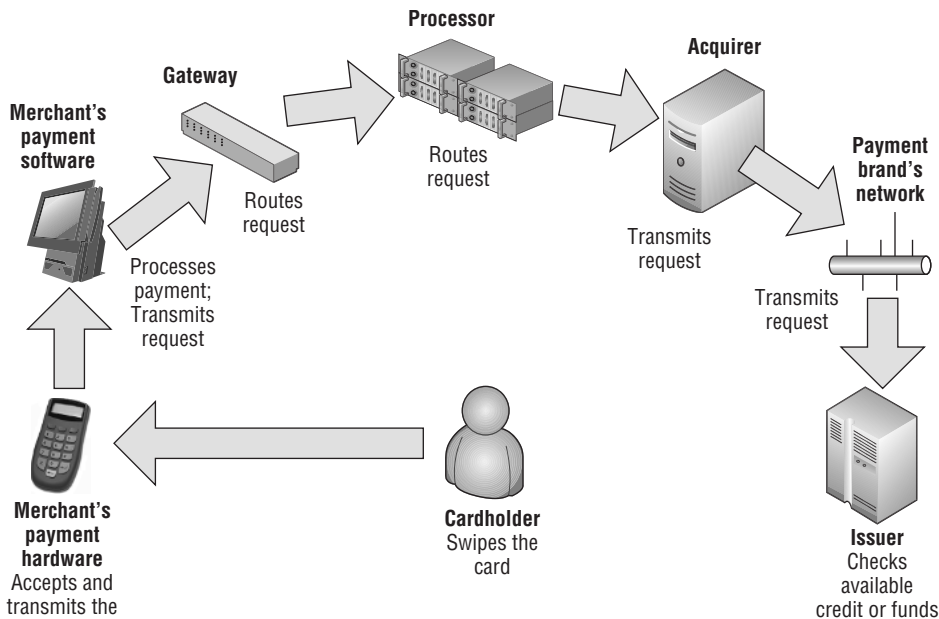 Processor
Acquirer
Gateway
Merchant's
payment
software
Payment
brand's
network
Routes
request
Routes
request
Transmits
request
Processes
payment;
Transmits
request
Transmits
request
Merchant's
payment
hardware
Accepts and
transmits the
Cardholder
Swipes the
card
Issuer
Checks
available
credit or funds